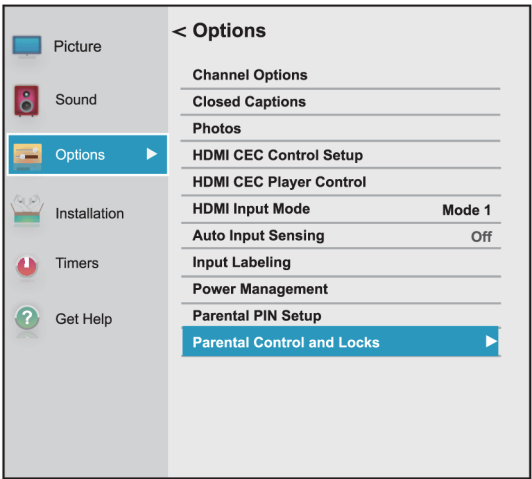 Picture
Sound
Options
Installation
Timers
Get Help
< Options
Channel Options
Closed Captions
Photos
HDMI CEC Control Setup
HDMI CEC Player Control
HDMI Input Mode Mode 1
Auto Input Sensing Off
Input Labeling
Power Management
Parental PIN Setup
Parental Control and Locks